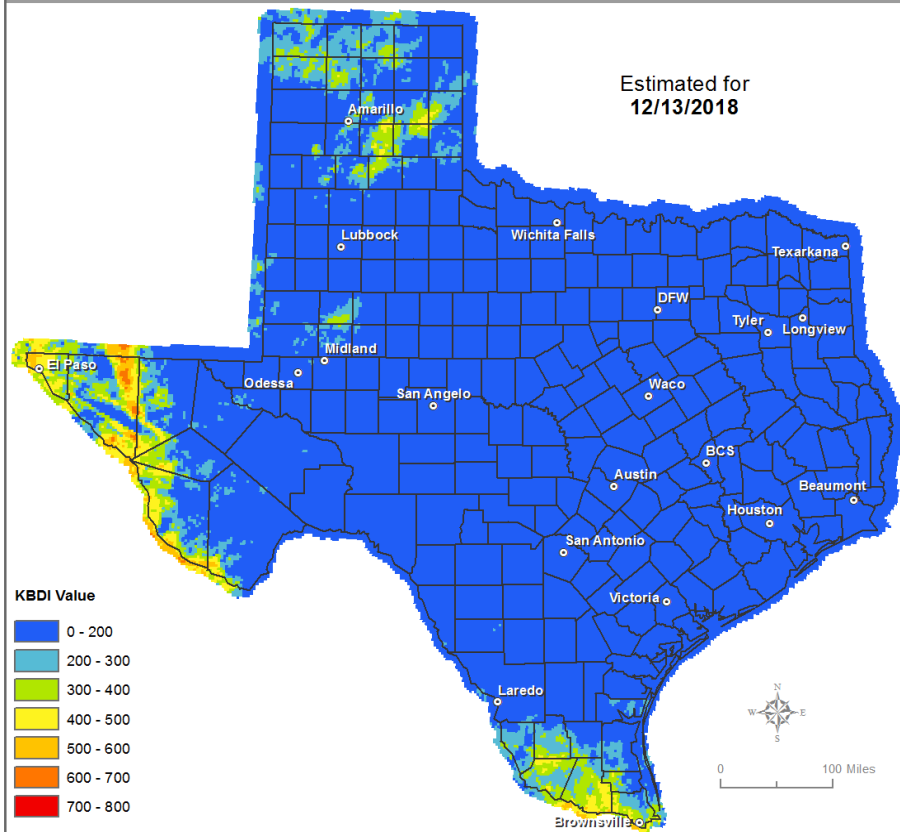 Estimated for
12/13/2018
Amarillo
Lubbock
Wichita Falls
Texarkana
DFW
Tyler
Longview
Midland
El Paso
Odessa
San Angelo
Waco
BCS
Austin
Beaumont
Houston
San Antonio
Victoria
Laredo
Brownsville
KBDI Value
0 - 200
200 - 300
300 - 400
400 - 500
500 - 600
600 - 700
700 - 800
N
W E
S
0 100 Miles